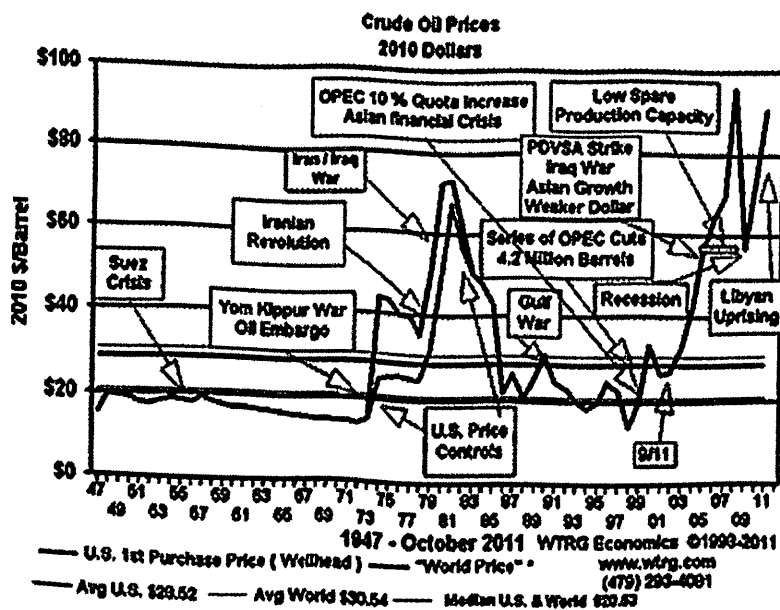 Crude Oil Prices
2010 Dollars
2010 $/Barrel
$100
$80
$60
$40
$20
$0
OPEC 10 % Quota Increase
Asian financial Crisis
Low Spare
Production Capacity
Iran / Iraq
War
PDVSA Strike
Iraq War
Asian Growth
Weaker Dollar
Iranian
Revolution
Series of OPEC Cuts
4.2 Million Barrels
Suez
Crisis
Yom Kippur War
Oil Embargo
Gulf
War
Recession
Libyan
Uprising
U.S. Price
Controls
9/11
47 51 55 59 63 67 71 75 79 83 87 91 95 99 03 07 11
49 53 57 61 65 69 73 77 81 85 89 93 97 01 05 09
1947 - October 2011 WTRG Economics ©1993-2011
www.wtrg.com
(479) 293-4081
U.S. 1st Purchase Price (Wellhead) "World Price" *
Avg U.S. Avg World $30.54 Median U.S. & World